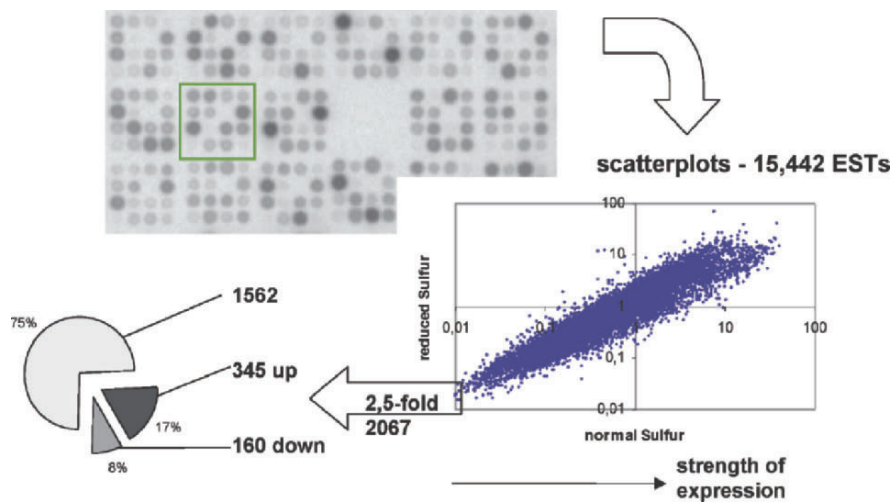 scatterplots - 15,442 ESTs
100
10
1
0,01
0,1
10
100
0,1
0,01
reduced Sulfur
normal Sulfur
75%
1562
345 up
17%
160 down
8%
2,5-fold
2067
strength of
expression